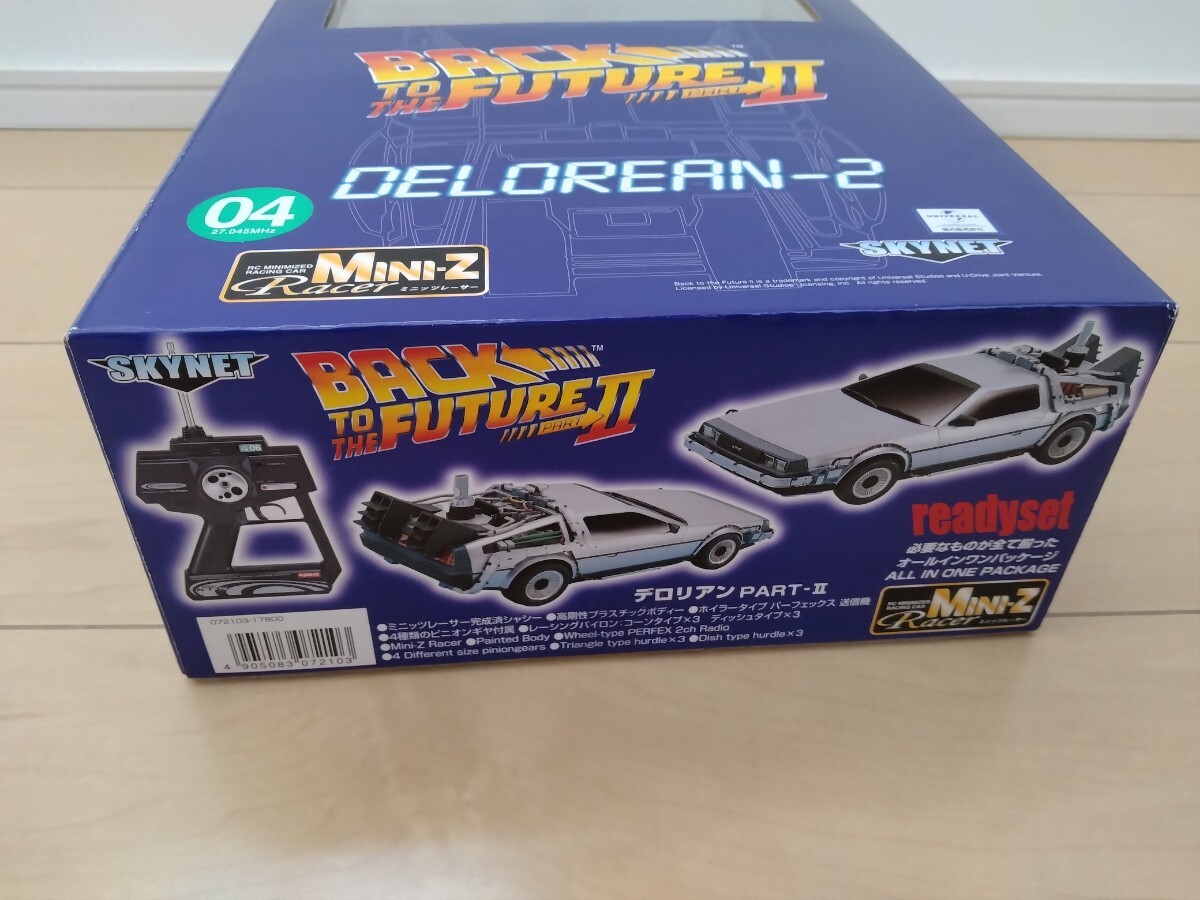 BACK
TO
THE FUTURE PART II
TM
DELOREAN-2
04
27.045MHz
RC MINIMIZED
RACING CAR
MINI-Z
Racer ミニッツレーサー
UNIVERSAL
SKYNET
Back to the Future II is a trademark and copyright of Universal Studios and U-Drive Joint Venture.
Licensed by Universal Studios Licensing, Inc. All rights reserved.
SKYNET
BACK
TO
THE FUTURE PART II
TM
デロリアン PART-II
readyset
必要なものが全て揃った
オールインワンパッケージ
ALL IN ONE PACKAGE
RC MINIMIZED
RACING CAR
MINI-Z
Racer ミニッツレーサー
●ミニッツレーサー完成済シャシー ●高剛性プラスチックボディー ●ホイラータイプ パーフェックス 送信機
●4種類のピニオンギヤ付属 ●レーシングパイロン：コーンタイプ×3 ディッシュタイプ×3
●Mini-Z Racer ●Painted Body ●Wheel-type PERFEX 2ch Radio
●4 Different size piniongears ●Triangle type hurdle×3 ●Dish type hurdle×3
072103-17800
4 905083 072103